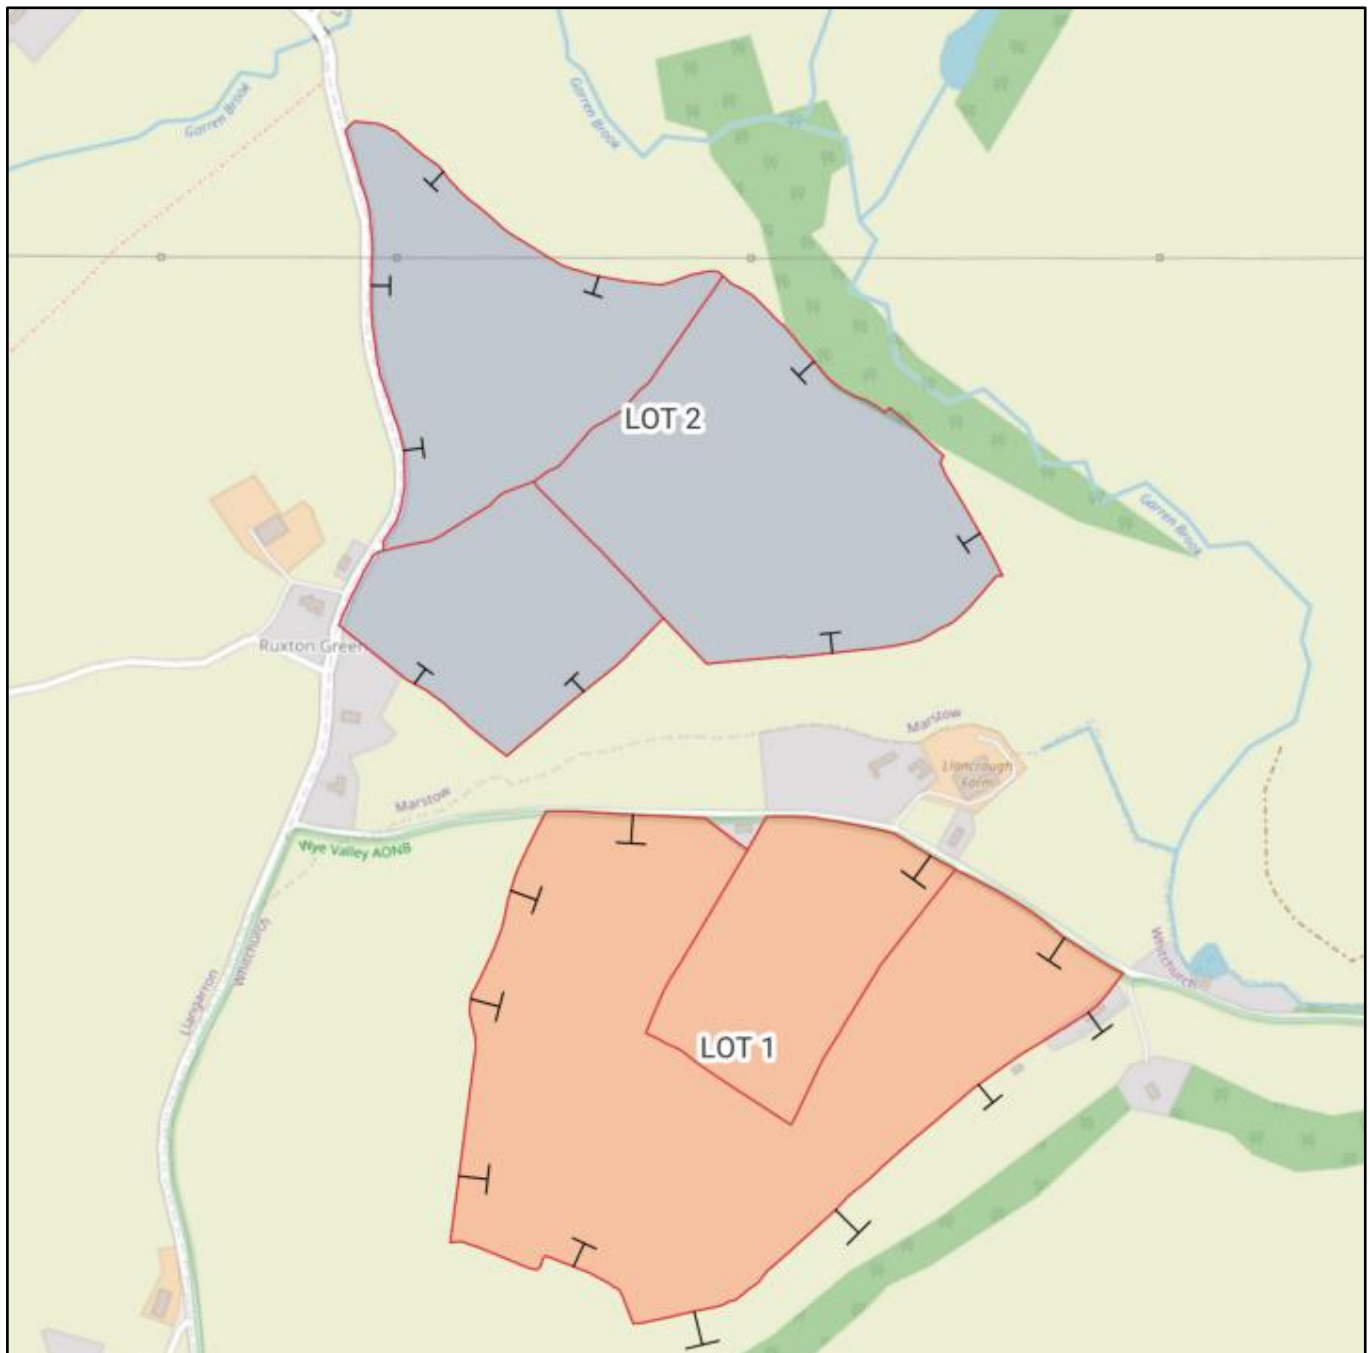 Garren Brook
Garren Brook
LOT 2
Garren Brook
Ruxton Green
Marstow
Llancrough
Farm
Marstow
Wye Valley AONB
Whitchurch
Llangarron
Whitchurch
LOT 1